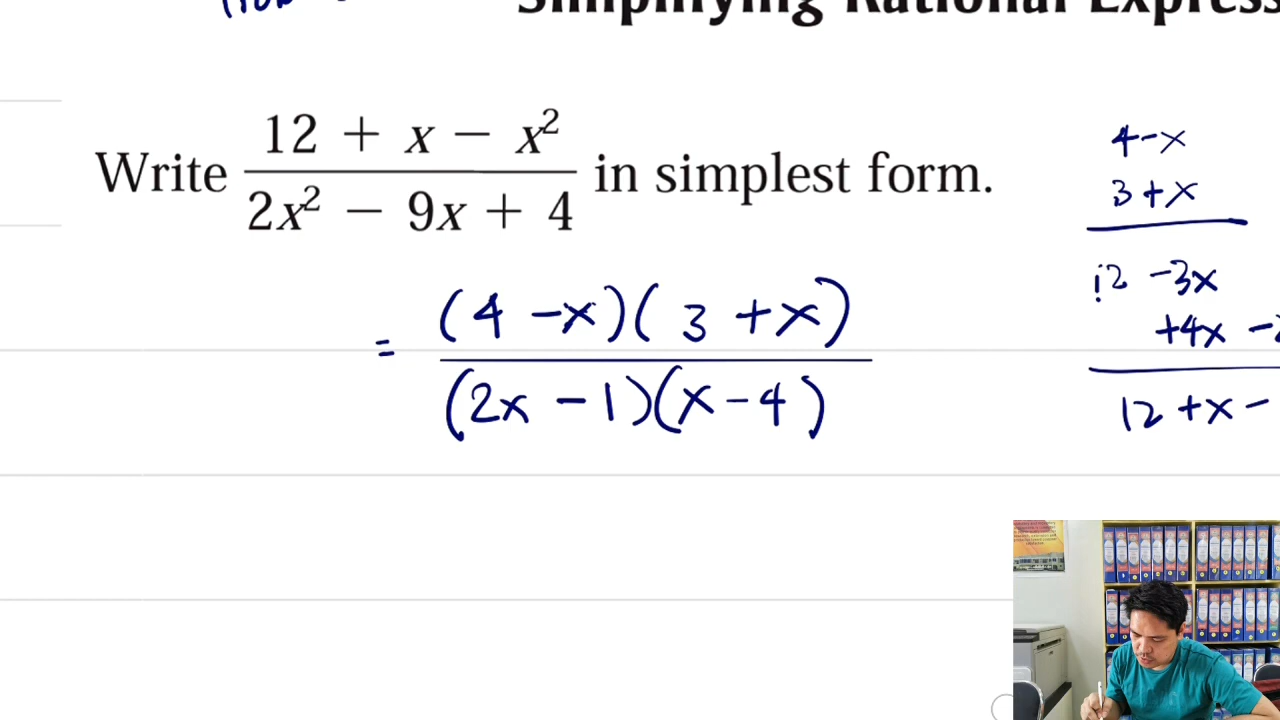 Simplifying Rational Express
Write (12 + x − x²)/(2x² − 9x + 4) in simplest form.
= ((4 − x)(3 + x))/((2x − 1)(x − 4))
4 − x
3 + x
12 − 3x
+4x −
12 + x −